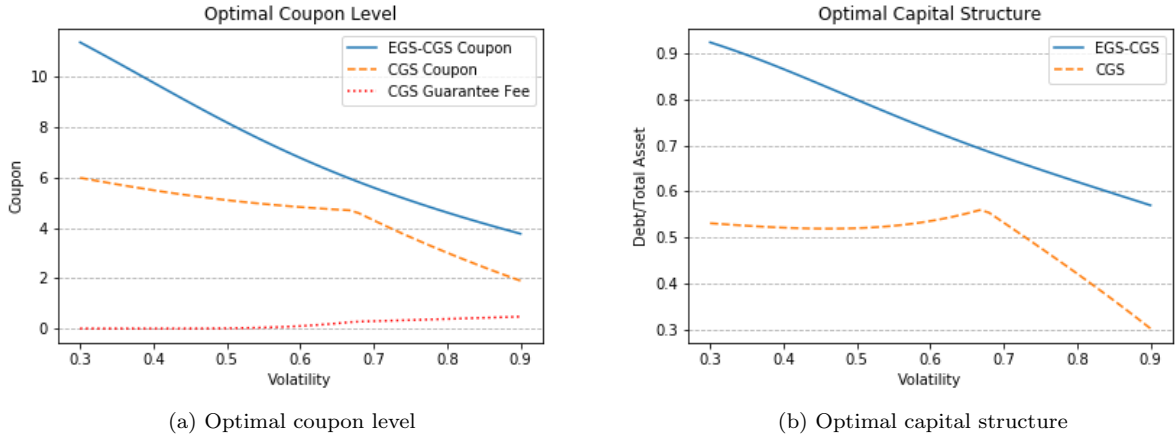 Optimal Coupon Level
EGS-CGS Coupon
CGS Coupon
CGS Guarantee Fee
10
8
6
4
2
0
Coupon
0.3 0.4 0.5 0.6 0.7 0.8 0.9
Volatility
(a) Optimal coupon level
Optimal Capital Structure
EGS-CGS
CGS
0.9
0.8
0.7
0.6
0.5
0.4
0.3
Debt/Total Asset
0.3 0.4 0.5 0.6 0.7 0.8 0.9
Volatility
(b) Optimal capital structure